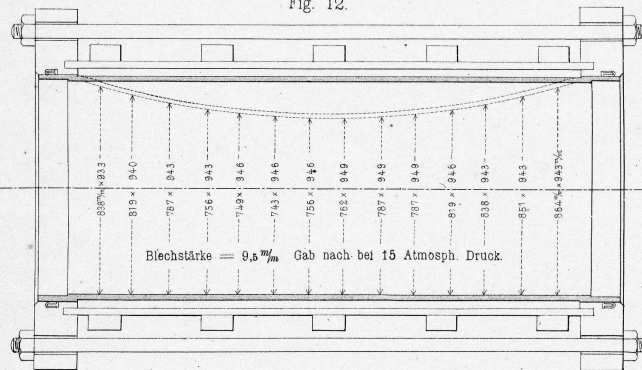 Fig. 12.
838 m/m × 933
819 × 940
787 × 943
756 × 943
749 × 946
743 × 946
756 × 946
762 × 949
787 × 949
787 × 949
819 × 946
838 × 943
851 × 943
864 m/m × 943 m/m
Blechstärke = 9,5 m/m Gab nach bei 15 Atmosph. Druck.